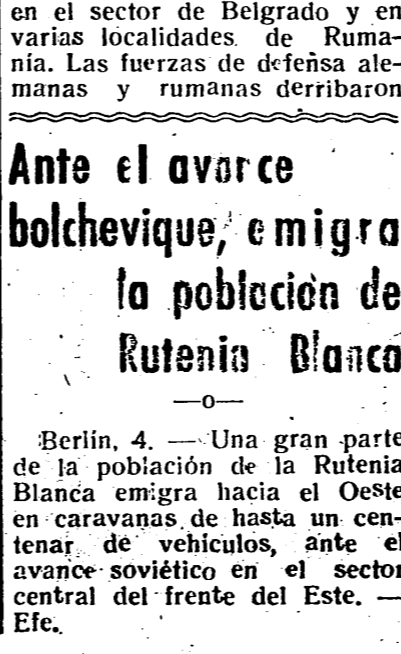 en el sector de Belgrado y en
varias localidades de Ruma-
nía. Las fuerzas de defensa ale-
manas y rumanas derribaron
Ante el avance
bolchevique, emigra
la población de
Rutenia Blanca
—o—
Berlín, 4. — Una gran parte
de la población de la Rutenia
Blanca emigra hacia el Oeste
en caravanas de hasta un cen-
tenar de vehículos, ante el
avance soviético en el sector
central del frente del Este. —
Efe.